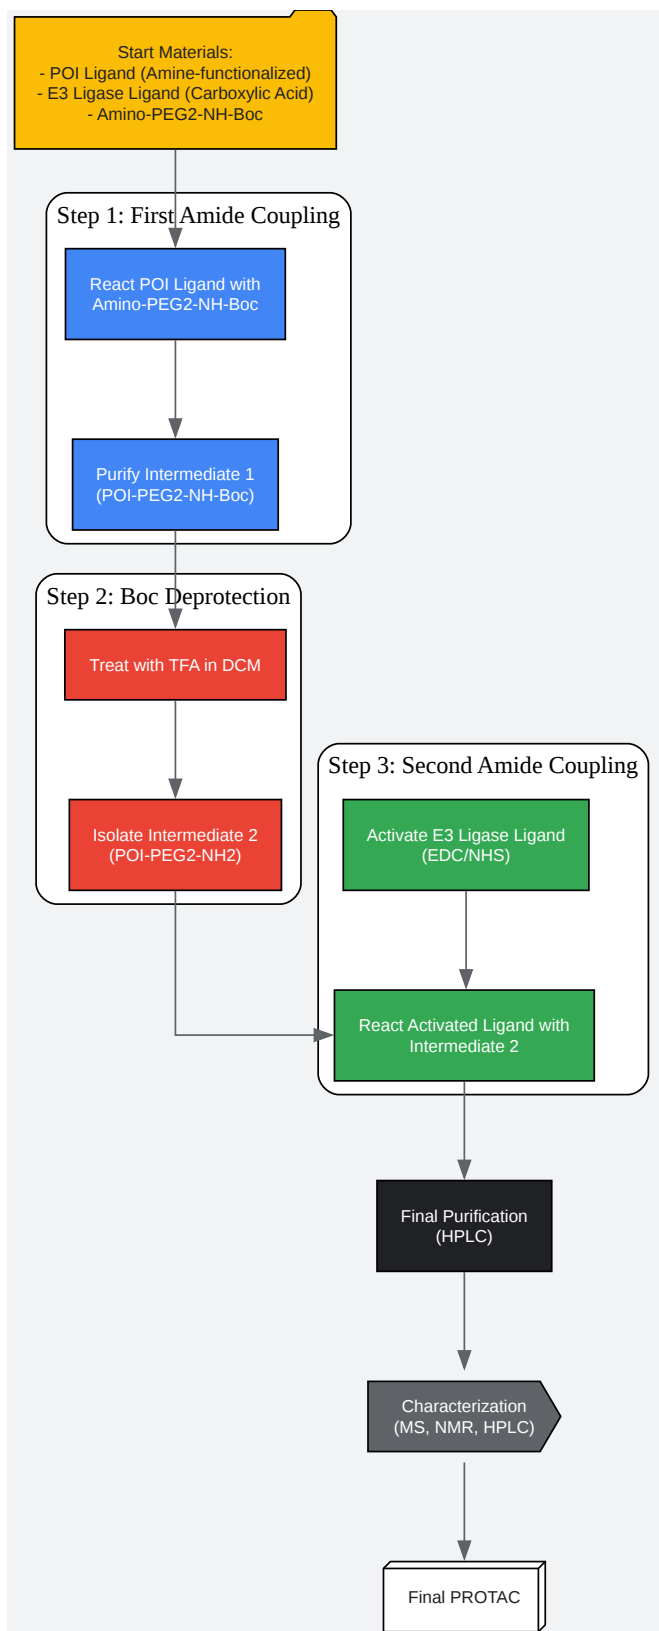 Start Materials:
- POI Ligand (Amine-functionalized)
- E3 Ligase Ligand (Carboxylic Acid)
- Amino-PEG2-NH-Boc
Step 1: First Amide Coupling
React POI Ligand with
Amino-PEG2-NH-Boc
Purify Intermediate 1
(POI-PEG2-NH-Boc)
Step 2: Boc Deprotection
Treat with TFA in DCM
Isolate Intermediate 2
(POI-PEG2-NH2)
Step 3: Second Amide Coupling
Activate E3 Ligase Ligand
(EDC/NHS)
React Activated Ligand with
Intermediate 2
Final Purification
(HPLC)
Characterization
(MS, NMR, HPLC)
Final PROTAC